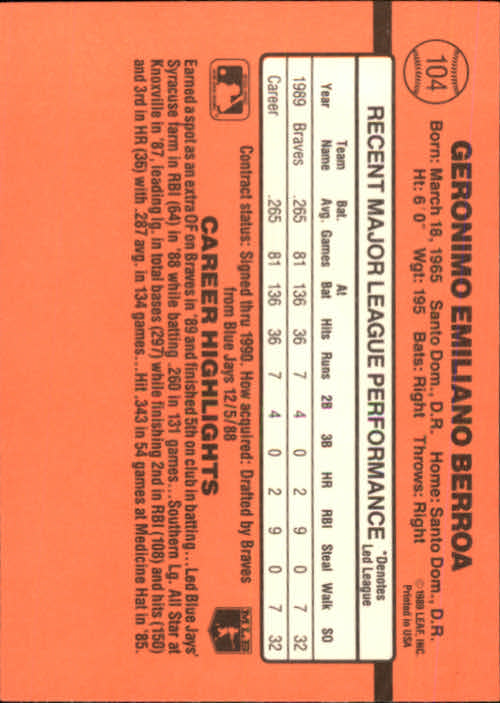 104
GERONIMO EMILIANO BERROA
Born: March 18, 1965 Santo Dom., D.R. Home: Santo Dom., D.R.
Ht: 6' 0" Wgt: 195 Bats: Right Throws: Right
©1989 LEAF, INC.
Printed in USA
RECENT MAJOR LEAGUE PERFORMANCE
*Denotes
Led League
Year Team Name Bat. Avg. Games At Bat Hits Runs 2B 3B HR RBI Steal Walk SO
1989 Braves .265 81 136 36 7 4 0 2 9 0 7 32
Career .265 81 136 36 7 4 0 2 9 0 7 32
Contract status: Signed thru 1990. How acquired: Drafted by Braves
from Blue Jays 12/5/88
MLB
CAREER HIGHLIGHTS
Earned a spot as an extra OF on Braves in '89 and finished 5th on club in batting...Led Blue Jays'
Syracuse farm in RBI (64) in '88 while batting .260 in 131 games...Southern Lg. All Star at
Knoxville in '87, leading lg. in total bases (297) while finishing 2nd in RBI (108) and hits (150)
and 3rd in HR (36) with .287 avg. in 134 games...Hit .343 in 54 games at Medicine Hat in '85.